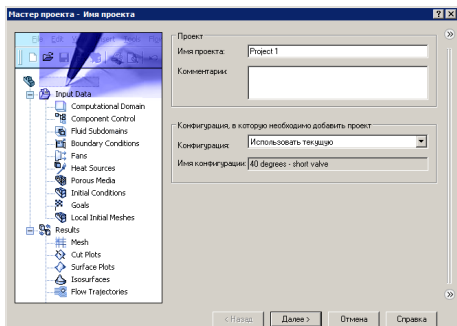 Мастер проекта - Имя проекта
Проект
Имя проекта:
Project 1
Комментарии:
Конфигурация, в которую необходимо добавить проект
Конфигурация:
Использовать текущую
Имя конфигурации:
40 degrees - short valve
File Edit
Tools
Input Data
Computational Domain
Component Control
Fluid Subdomains
Boundary Conditions
Fans
Heat Sources
Porous Media
Initial Conditions
Goals
Local Initial Meshes
Results
Mesh
Cut Plots
Surface Plots
Isosurfaces
Flow Trajectories
< Назад
Далее >
Отмена
Справка